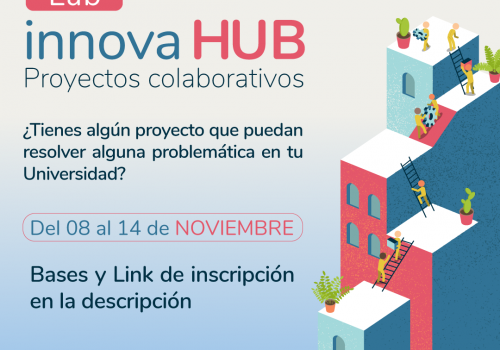 Lab
innova HUB
Proyectos colaborativos
¿Tienes algún proyecto que puedan
resolver alguna problemática en tu
Universidad?
Del 08 al 14 de NOVIEMBRE
Bases y Link de inscripción
en la descripción